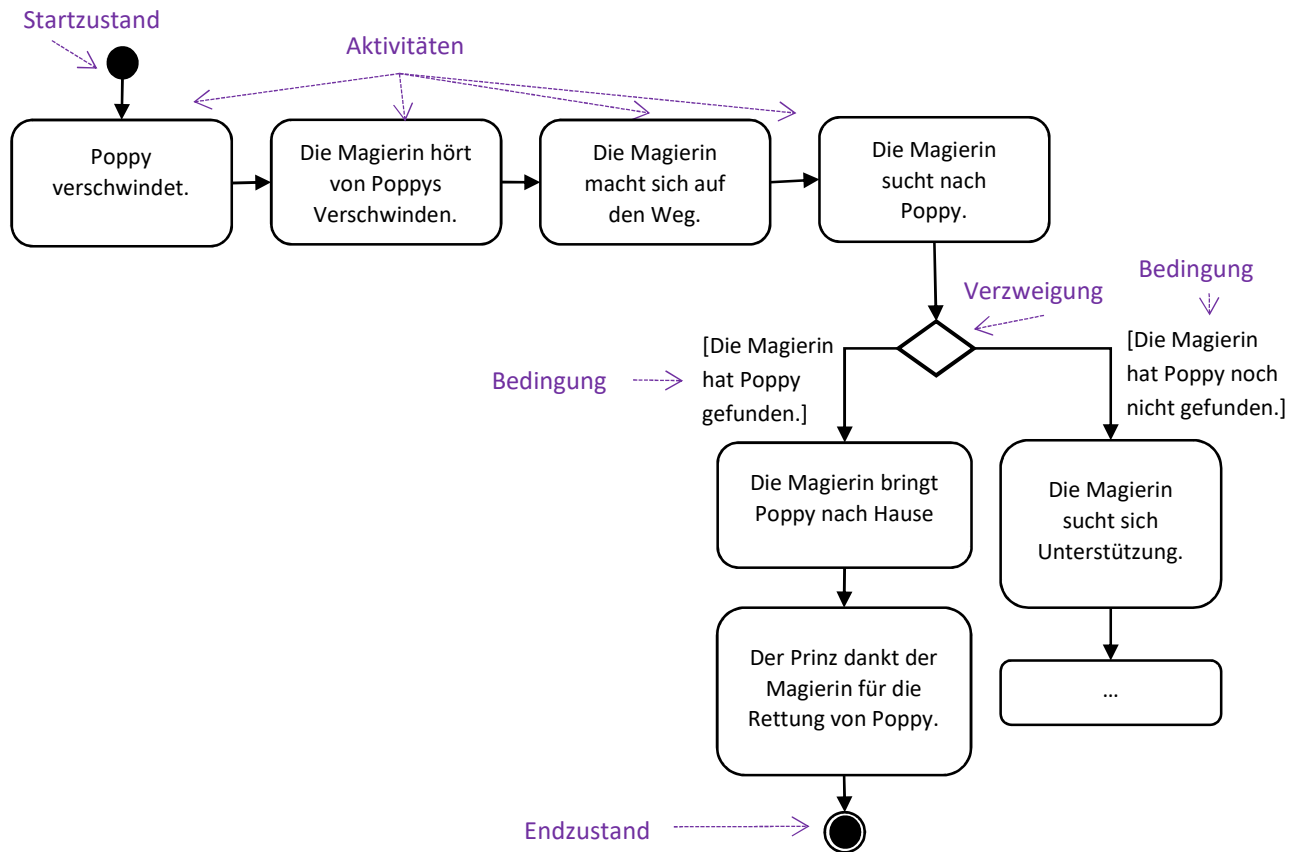 Startzustand
Aktivitäten
Poppy
verschwindet.
Die Magierin hört
von Poppys
Verschwinden.
Die Magierin
macht sich auf
den Weg.
Die Magierin
sucht nach
Poppy.
Bedingung
Verzweigung
[Die Magierin
hat Poppy
gefunden.]
[Die Magierin
hat Poppy noch
nicht gefunden.]
Bedingung
Die Magierin bringt
Poppy nach Hause
Die Magierin
sucht sich
Unterstützung.
Der Prinz dankt der
Magierin für die
Rettung von Poppy.
...
Endzustand